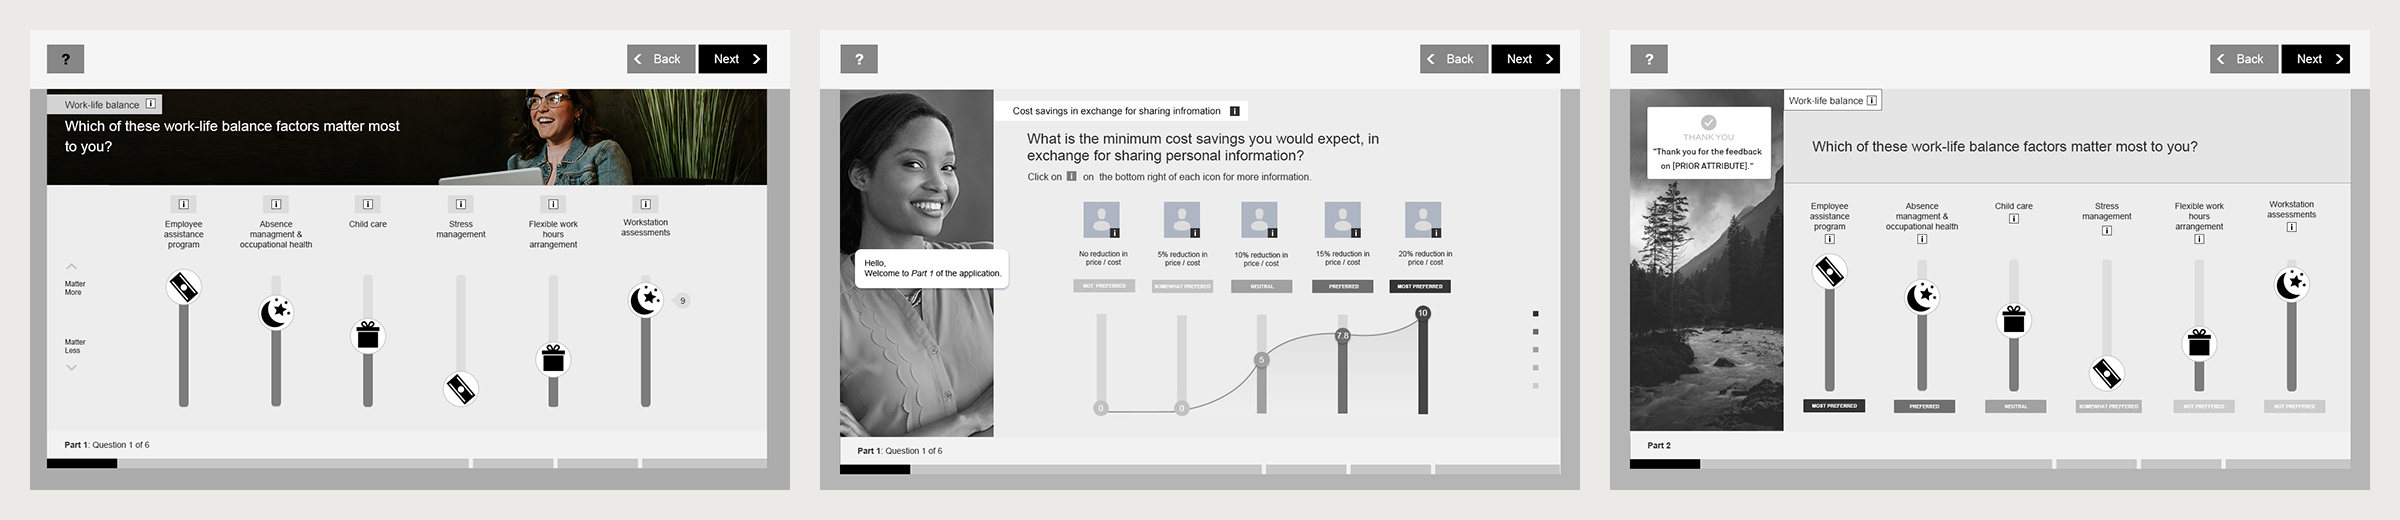 ?
Back
Next
Work-life balance i
Which of these work-life balance factors matter most
to you?
i
i
i
i
i
i
Employee
assistance
program
Absence
managment &
occupational health
Child care
Stress
management
Flexible work
hours
arrangement
Workstation
assessments
Matter
More
9
Matter
Less
Part 1: Question 1 of 6
?
Back
Next
Cost savings in exchange for sharing infromation i
What is the minimum cost savings you would expect, in
exchange for sharing personal information?
Click on i on the bottom right of each icon for more information.
i
i
i
i
i
No reduction in
price / cost
5% reduction in
price / cost
10% reduction in
price / cost
15% reduction in
price / cost
20% reduction in
price / cost
Hello,
Welcome to Part 1 of the application.
NOT PREFERRED
SOMEWHAT PREFERED
NEUTRAL
PREFERRED
MOST PREFERRED
0
0
5
7.8
10
Part 1: Question 1 of 6
?
Back
Next
Work-life balance i
THANK YOU
"Thank you for the feedback
on [PRIOR ATTRIBUTE]."
Which of these work-life balance factors matter most to you?
Employee
assistance
program
i
Absence
managment &
occupational health
i
Child care
i
Stress
management
i
Flexible work
hours
arrangement
i
Workstation
assessments
i
MOST PREFERRED
PREFERRED
NEUTRAL
SOMEWHAT PREFERRED
NOT PREFERRED
NOT PREFERRED
Part 2